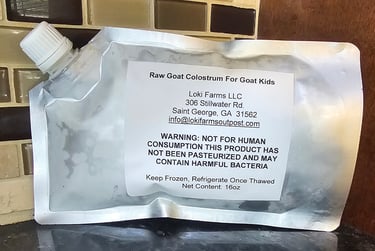 Raw Goat Colostrum For Goat Kids
Loki Farms LLC
306 Stillwater Rd.
Saint George, GA  31562
info@lokifarmsoutpost.com
WARNING: NOT FOR HUMAN
CONSUMPTION THIS PRODUCT HAS
NOT BEEN PASTEURIZED AND MAY
CONTAIN HARMFUL BACTERIA
Keep Frozen, Refrigerate Once Thawed
Net Content: 16oz